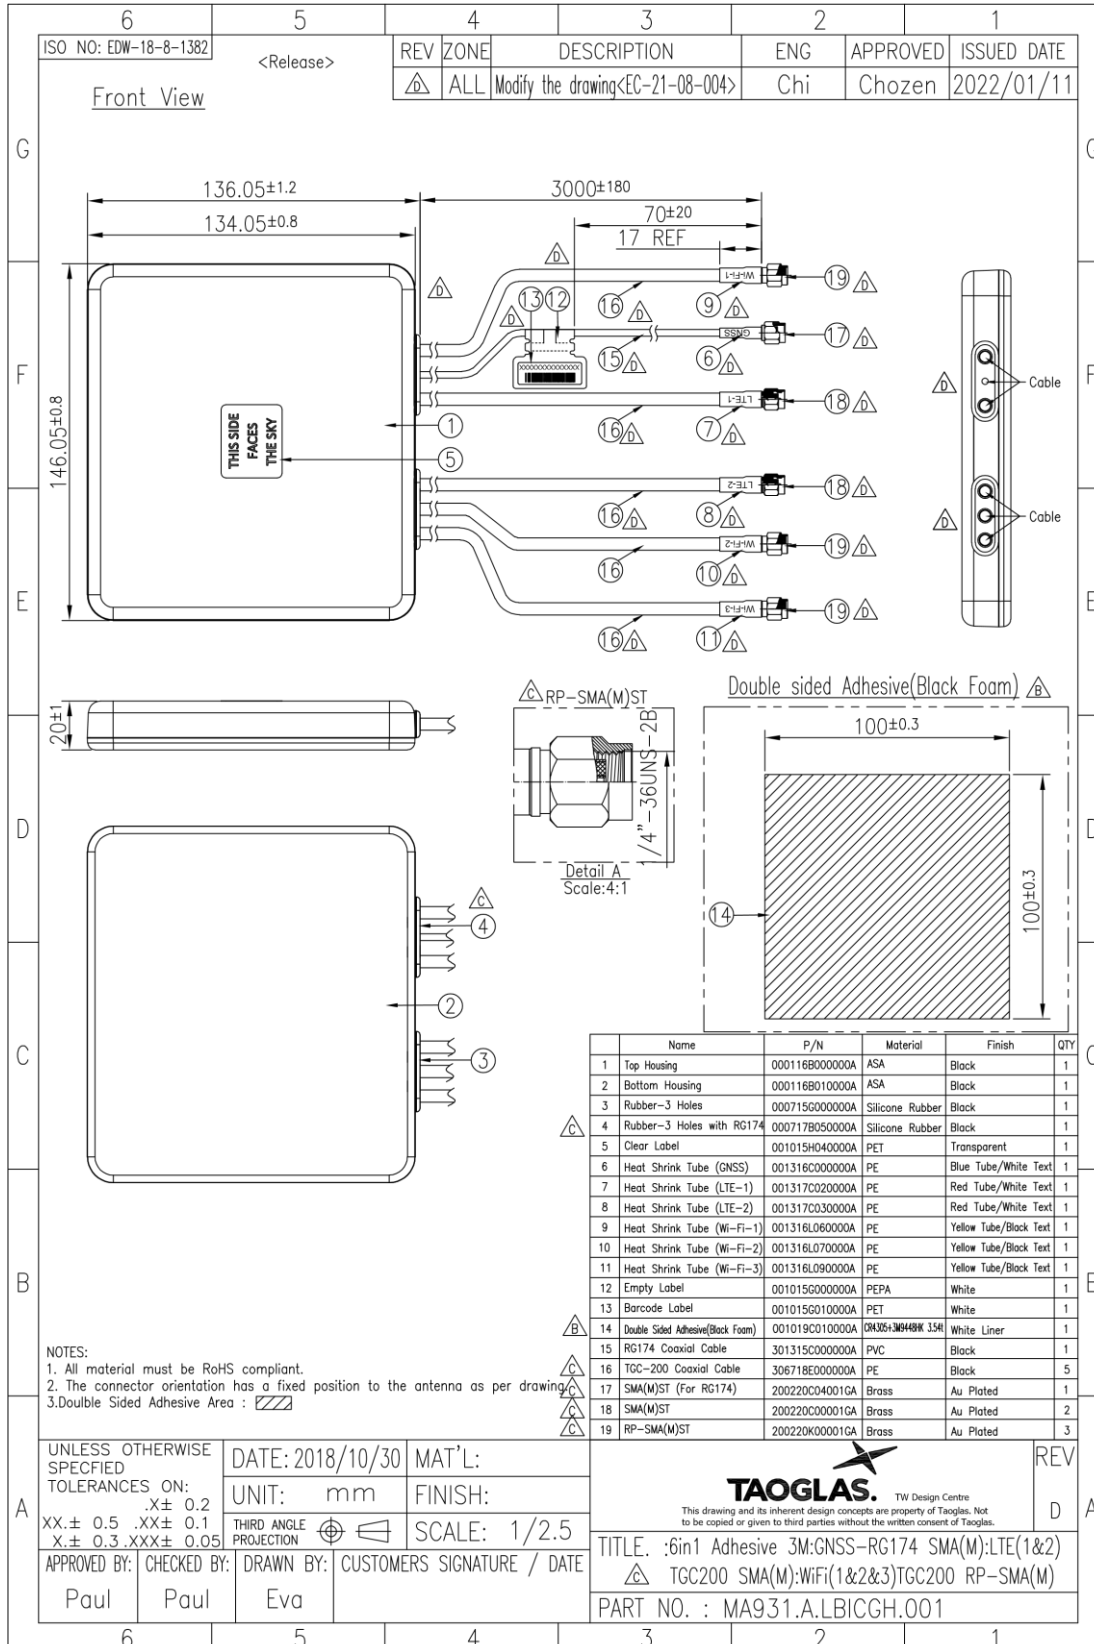 6 5 4 3 2 1
ISO NO: EDW-18-8-1382
<Release>
REV ZONE DESCRIPTION ENG APPROVED ISSUED DATE
D ALL Modify the drawing<EC-21-08-004> Chi Chozen 2022/01/11
Front View
G
136.05±1.2
134.05±0.8
3000±180
70±20
17 REF
146.05±0.8
D
D
D
13 12
Wi-Fi-1
16 D 9 D 19 D
XXXXXXXXXXXXX
GNSS
15 D 6 D 17 D
F
LTE-1
16 D 7 D 18 D
THIS SIDE
FACES
THE SKY
1
5
LTE-2
16 D 8 D 18 D
Wi-Fi-2
16 10 D 19 D
Wi-Fi-3
16 D 11 D 19 D
D Cable
D Cable
E
20±1
C RP-SMA(M)ST
1/4"-36UNS-2B
Detail A
Scale:4:1
Double sided Adhesive(Black Foam) B
100±0.3
100±0.3
14
D
C
4
2
3
C
Name P/N Material Finish QTY
1 Top Housing 000116B000000A ASA Black 1
2 Bottom Housing 000116B010000A ASA Black 1
3 Rubber-3 Holes 000715G000000A Silicone Rubber Black 1
C 4 Rubber-3 Holes with RG174 000717B050000A Silicone Rubber Black 1
5 Clear Label 001015H040000A PET Transparent 1
6 Heat Shrink Tube (GNSS) 001316C000000A PE Blue Tube/White Text 1
7 Heat Shrink Tube (LTE-1) 001317C020000A PE Red Tube/White Text 1
8 Heat Shrink Tube (LTE-2) 001317C030000A PE Red Tube/White Text 1
9 Heat Shrink Tube (Wi-Fi-1) 001316L060000A PE Yellow Tube/Black Text 1
10 Heat Shrink Tube (Wi-Fi-2) 001316L070000A PE Yellow Tube/Black Text 1
11 Heat Shrink Tube (Wi-Fi-3) 001316L090000A PE Yellow Tube/Black Text 1
12 Empty Label 001015G000000A PEPA White 1
13 Barcode Label 001015G010000A PET White 1
B 14 Double Sided Adhesive(Black Foam) 001019C010000A CR4305+3M9448HK 3.54t White Liner 1
15 RG174 Coaxial Cable 301315C000000A PVC Black 1
C 16 TGC-200 Coaxial Cable 306718E000000A PE Black 5
C 17 SMA(M)ST (For RG174) 200220C04001GA Brass Au Plated 1
C 18 SMA(M)ST 200220C00001GA Brass Au Plated 2
C 19 RP-SMA(M)ST 200220K00001GA Brass Au Plated 3
B
NOTES:
1. All material must be RoHS compliant.
2. The connector orientation has a fixed position to the antenna as per drawing.
3.Double Sided Adhesive Area :
A
UNLESS OTHERWISE
SPECFIED
TOLERANCES ON:
.X± 0.2
XX.± 0.5 .XX± 0.1
X.± 0.3 .XXX± 0.05
DATE: 2018/10/30 MAT'L:
UNIT: mm FINISH:
THIRD ANGLE
PROJECTION
SCALE: 1/2.5
APPROVED BY: CHECKED BY: DRAWN BY: CUSTOMERS SIGNATURE / DATE
Paul Paul Eva
TAOGLAS. TW Design Centre
This drawing and its inherent design concepts are property of Taoglas. Not
to be copied or given to third parties without the written consent of Taoglas.
REV
D
TITLE. :6in1 Adhesive 3M:GNSS-RG174 SMA(M):LTE(1&2)
C TGC200 SMA(M):WiFi(1&2&3)TGC200 RP-SMA(M)
PART NO. : MA931.A.LBICGH.001
6 5 4 3 2 1